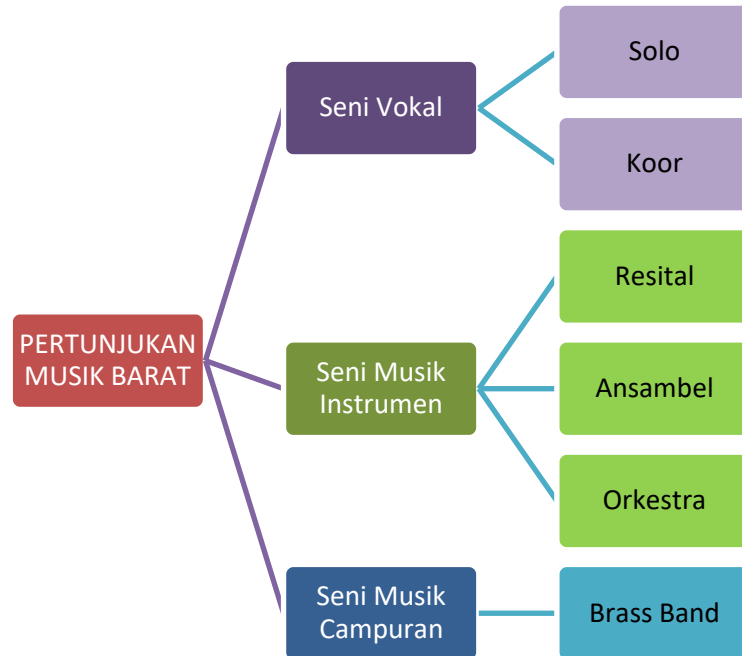 PERTUNJUKAN
MUSIK BARAT
Seni Vokal
Solo
Koor
Seni Musik
Instrumen
Resital
Ansambel
Orkestra
Seni Musik
Campuran
Brass Band